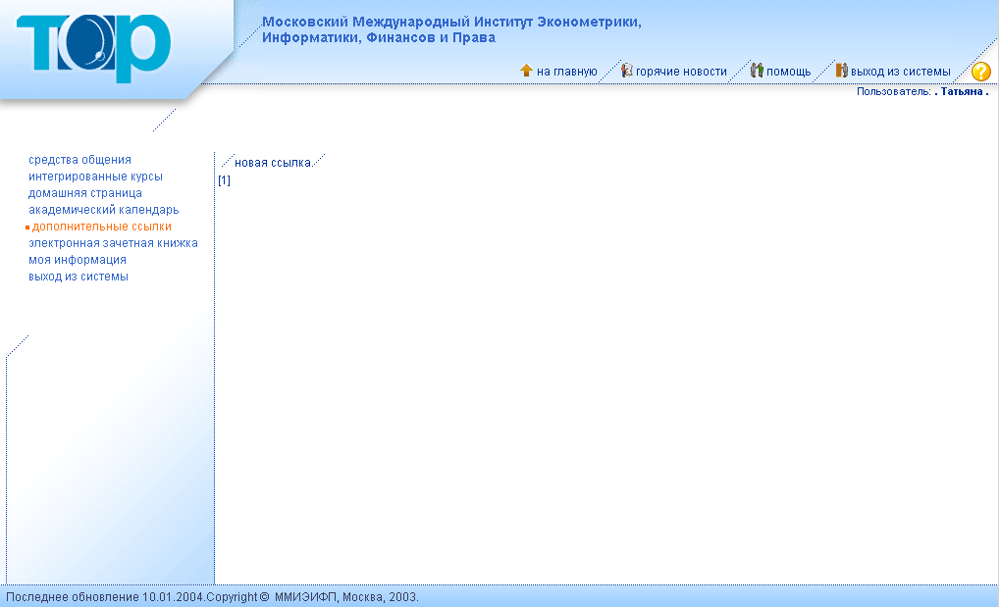 тор
Московский Международный Институт Эконометрики,
Информатики, Финансов и Права
на главную
горячие новости
помощь
выход из системы
?
Пользователь: . Татьяна .
средства общения
интегрированные курсы
домашняя страница
академический календарь
дополнительные ссылки
электронная зачетная книжка
моя информация
выход из системы
новая ссылка
[1]
Последнее обновление 10.01.2004.Copyright © ММИЭИФП, Москва, 2003.